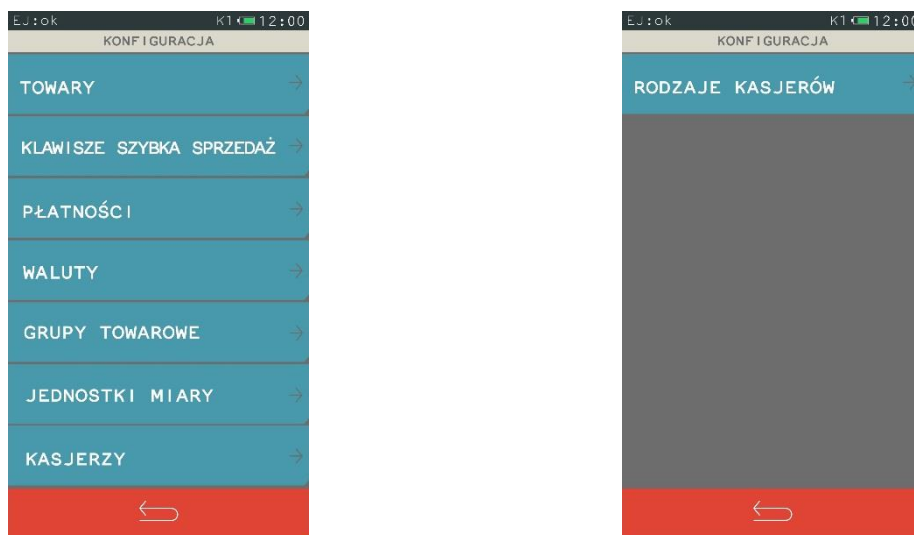 EJ:ok K1 12:00
KONFIGURACJA
TOWARY
KLAWISZE SZYBKA SPRZEDAŻ
PŁATNOŚCI
WALUTY
GRUPY TOWAROWE
JEDNOSTKI MIARY
KASJERZY
EJ:ok K1 12:00
KONFIGURACJA
RODZAJE KASJERÓW